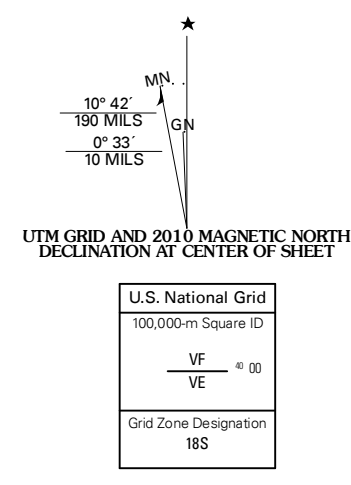 ★
MN
10° 42´
190 MILS
GN
0° 33´
10 MILS
UTM GRID AND 2010 MAGNETIC NORTH
DECLINATION AT CENTER OF SHEET
U.S. National Grid
100,000-m Square ID
VF
40 00
VE
Grid Zone Designation
18S